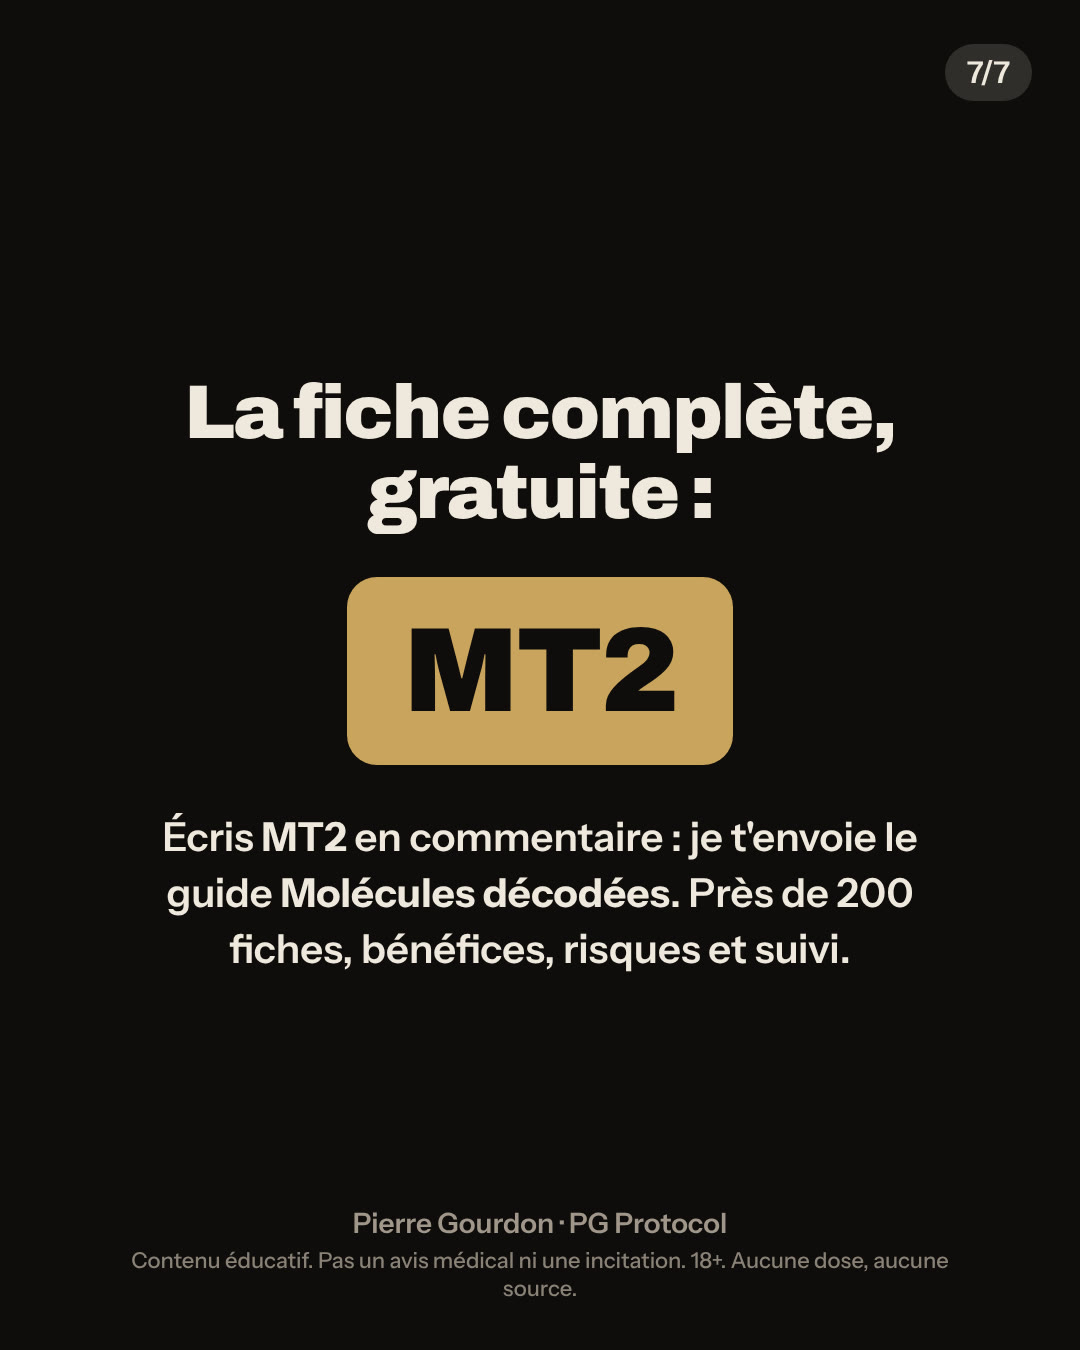 7/7
La fiche complète,
gratuite :
MT2
Écris MT2 en commentaire : je t'envoie le
guide Molécules décodées. Près de 200
fiches, bénéfices, risques et suivi.
Pierre Gourdon · PG Protocol
Contenu éducatif. Pas un avis médical ni une incitation. 18+. Aucune dose, aucune
source.